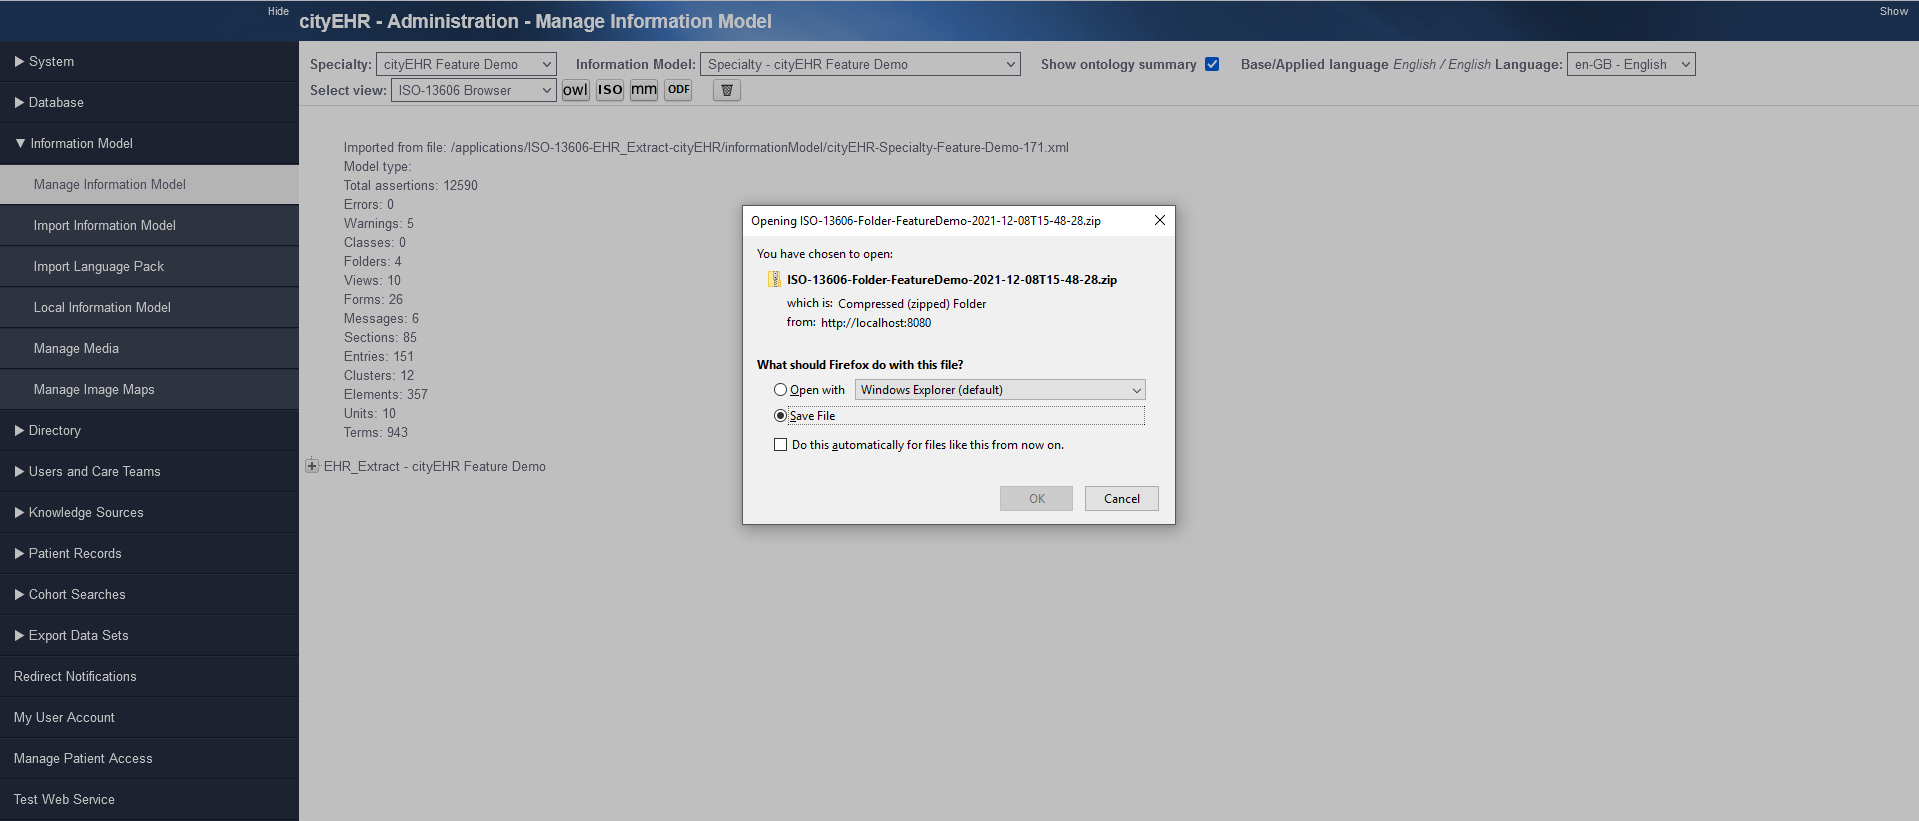 Hide
cityEHR - Administration - Manage Information Model
Show
System
Database
Information Model
Manage Information Model
Import Information Model
Import Language Pack
Local Information Model
Manage Media
Manage Image Maps
Directory
Users and Care Teams
Knowledge Sources
Patient Records
Cohort Searches
Export Data Sets
Redirect Notifications
My User Account
Manage Patient Access
Test Web Service
Specialty: cityEHR Feature Demo Information Model: Specialty - cityEHR Feature Demo Show ontology summary Base/Applied language English / English Language: en-GB - English
Select view: ISO-13606 Browser owl ISO mm ODF
Imported from file: /applications/ISO-13606-EHR_Extract-cityEHR/informationModel/cityEHR-Specialty-Feature-Demo-171.xml
Model type:
Total assertions: 12590
Errors: 0
Warnings: 5
Classes: 0
Folders: 4
Views: 10
Forms: 26
Messages: 6
Sections: 85
Entries: 151
Clusters: 12
Elements: 357
Units: 10
Terms: 943
EHR_Extract - cityEHR Feature Demo
Opening ISO-13606-Folder-FeatureDemo-2021-12-08T15-48-28.zip
You have chosen to open:
ISO-13606-Folder-FeatureDemo-2021-12-08T15-48-28.zip
which is: Compressed (zipped) Folder
from: http://localhost:8080
What should Firefox do with this file?
Open with Windows Explorer (default)
Save File
Do this automatically for files like this from now on.
OK Cancel